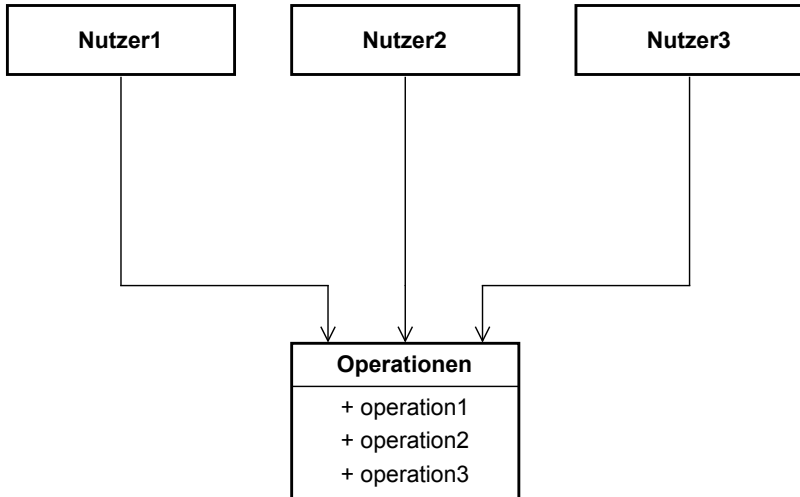 Nutzer1
Nutzer2
Nutzer3
Operationen
+ operation1
+ operation2
+ operation3